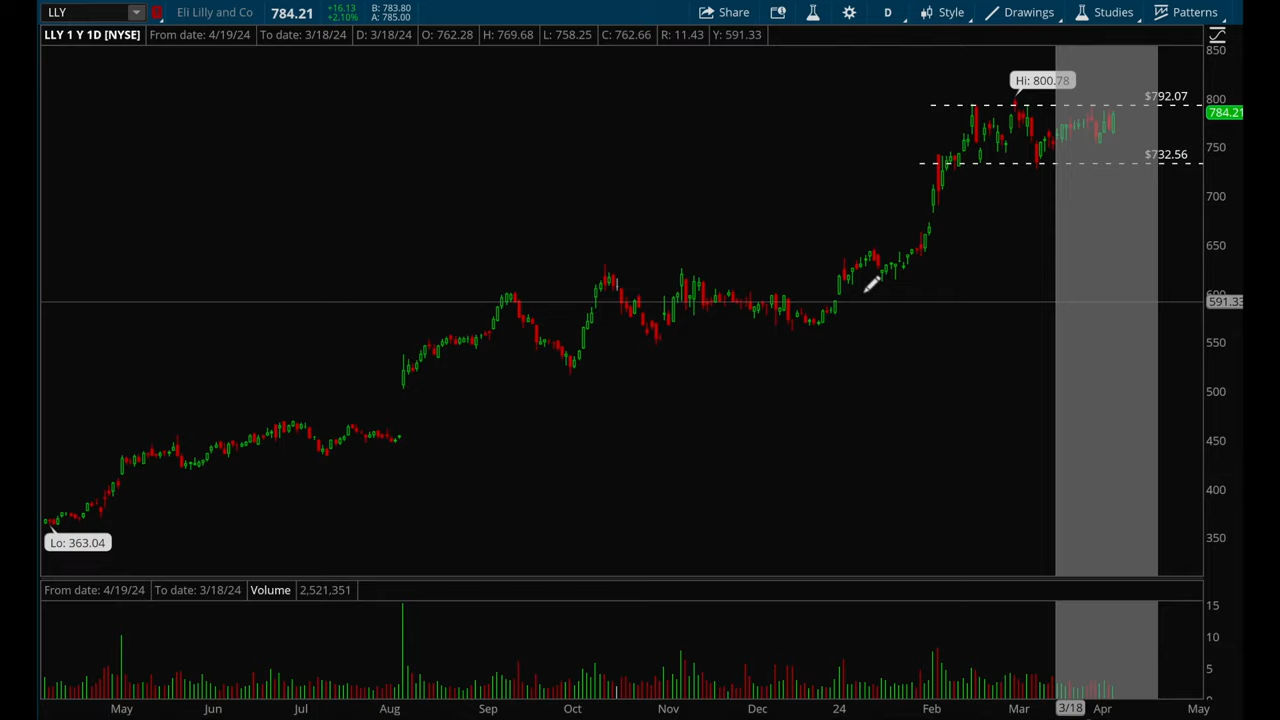 LLY Eli Lilly and Co 784.21 +16.13 +2.10% B: 783.80 A: 785.00 Share D Style Drawings Studies Patterns
LLY 1 Y 1D [NYSE] From date: 4/19/24 To date: 3/18/24 D: 3/18/24 O: 762.28 H: 769.68 L: 758.25 C: 762.66 R: 11.43 Y: 591.33
850
Hi: 800.78
$792.07
800
784.21
750
$732.56
700
650
591.33
550
500
450
400
Lo: 363.04
350
From date: 4/19/24 To date: 3/18/24 Volume 2,521,351
15
10
5
May Jun Jul Aug Sep Oct Nov Dec 24 Feb Mar 3/18 Apr May